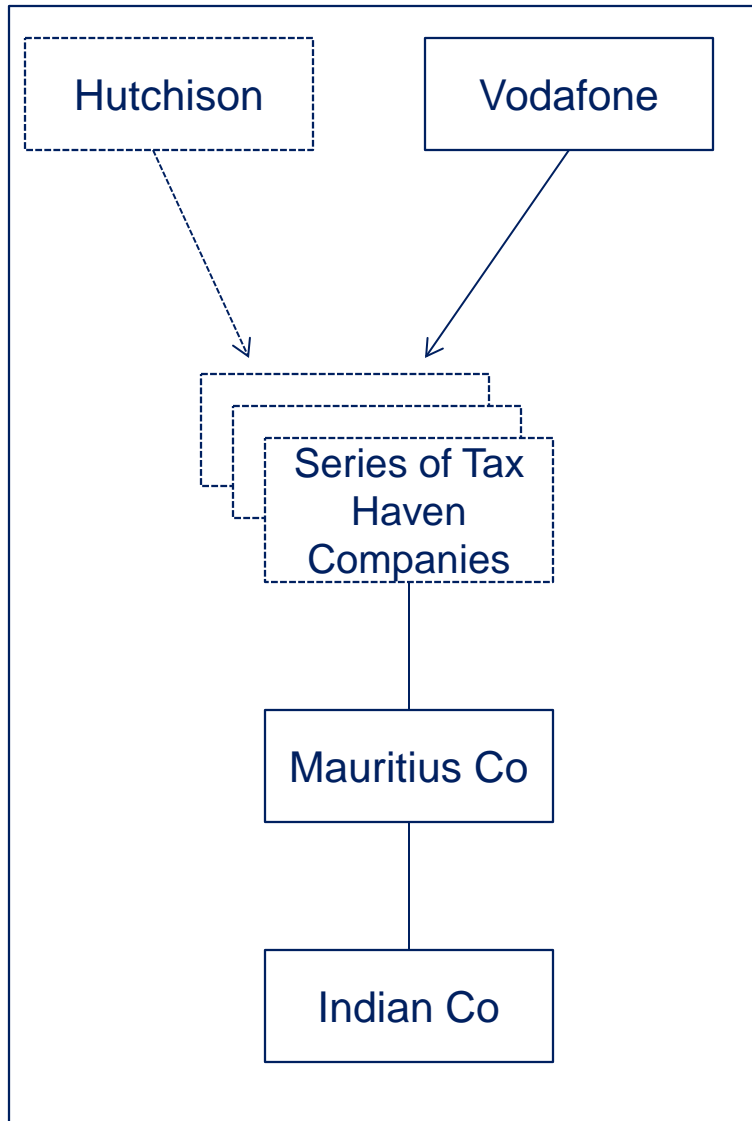 Hutchison
Vodafone
Series of Tax
Haven
Companies
Mauritius Co
Indian Co